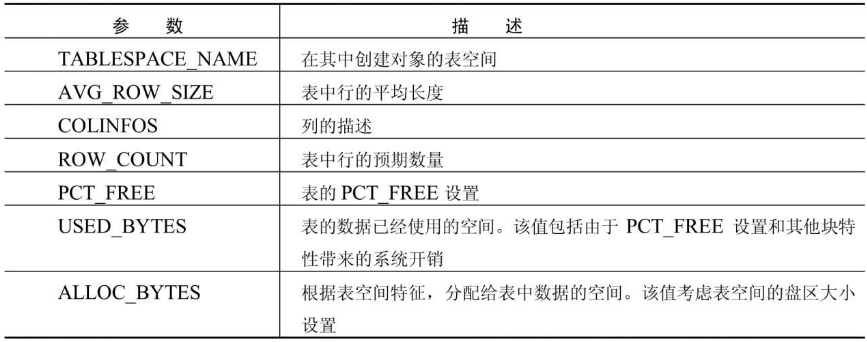 参 数 描 述
TABLESPACE_NAME 在其中创建对象的表空间
AVG_ROW_SIZE 表中行的平均长度
COLINFOS 列的描述
ROW_COUNT 表中行的预期数量
PCT_FREE 表的 PCT_FREE 设置
USED_BYTES 表的数据已经使用的空间。该值包括由于 PCT_FREE 设置和其他块特
性带来的系统开销
ALLOC_BYTES 根据表空间特征，分配给表中数据的空间。该值考虑表空间的盘区大小
设置